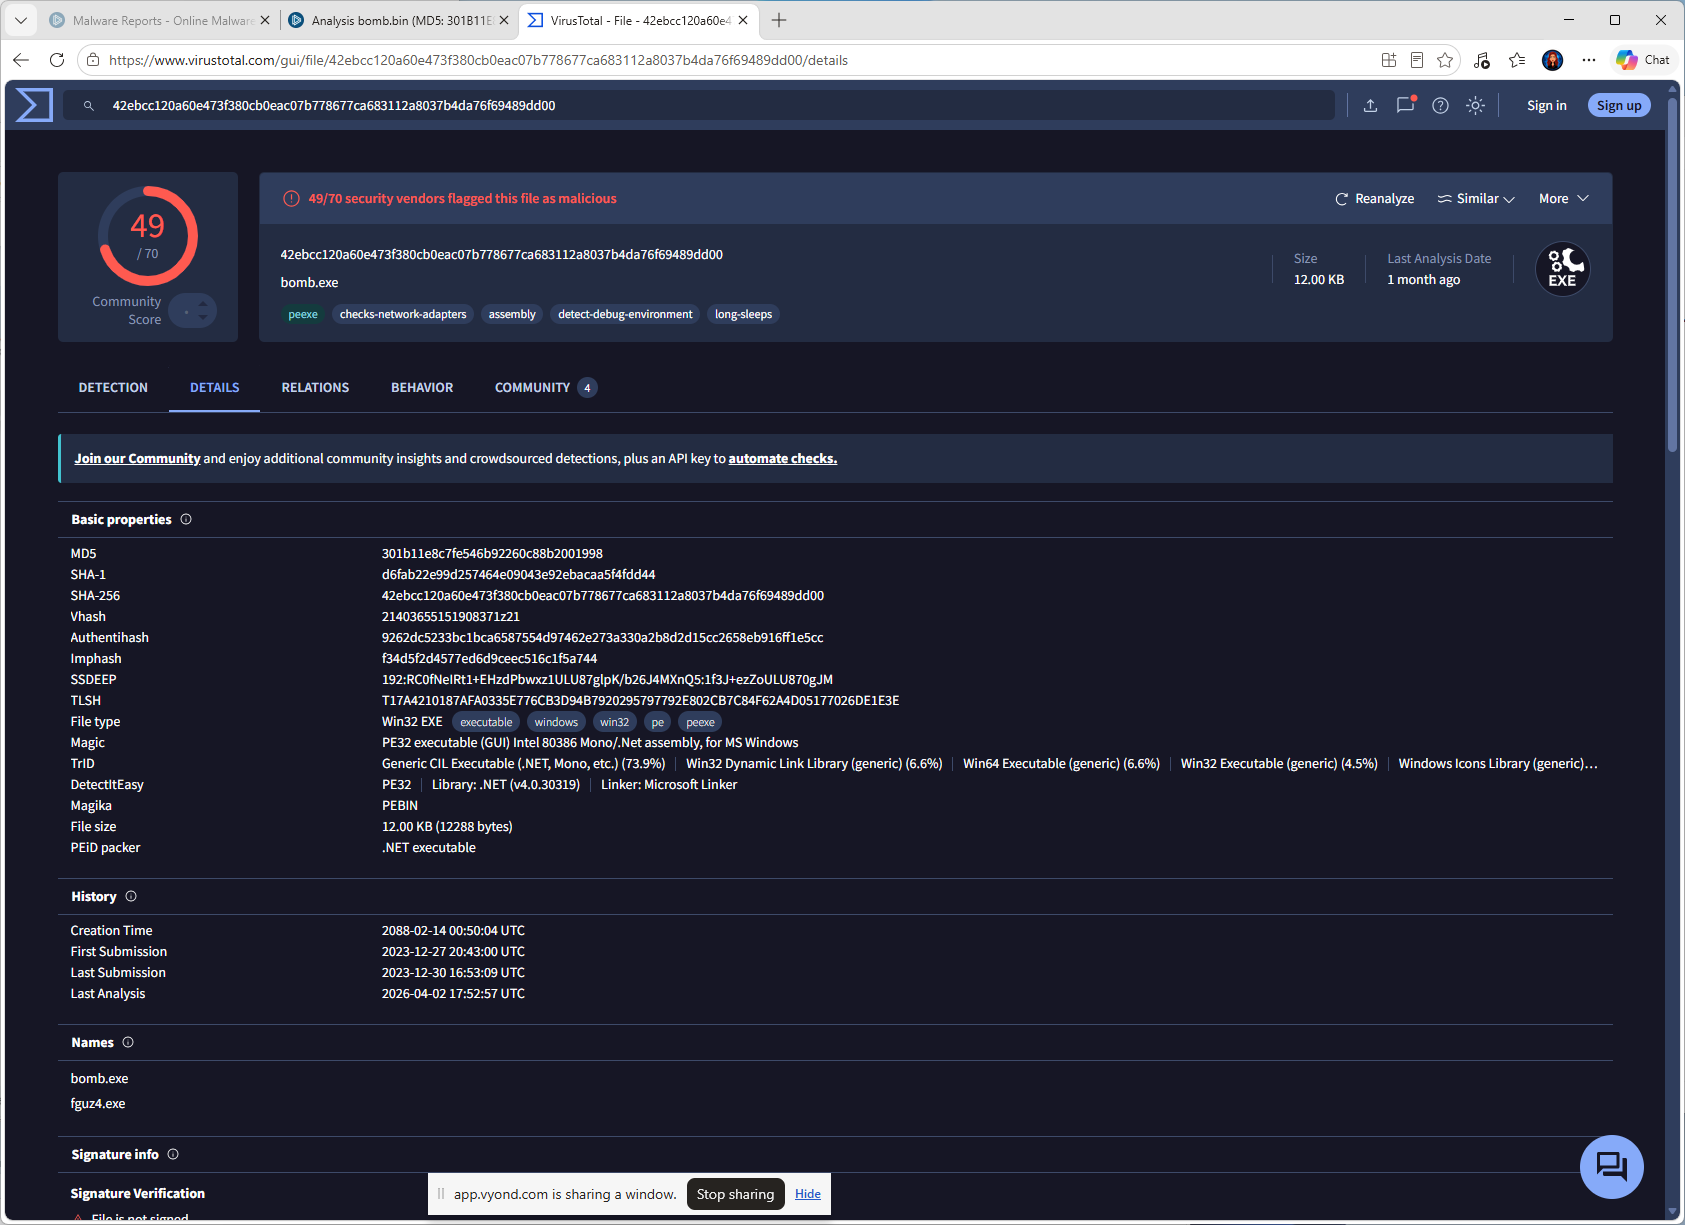 Malware Reports - Online Malware
Analysis bomb.bin (MD5: 301B11E
VirusTotal - File - 42ebcc120a60e4
https://www.virustotal.com/gui/file/42ebcc120a60e473f380cb0eac07b778677ca683112a8037b4da76f69489dd00/details
Chat
42ebcc120a60e473f380cb0eac07b778677ca683112a8037b4da76f69489dd00
Sign in
Sign up
49
/ 70
Community
Score
49/70 security vendors flagged this file as malicious
Reanalyze
Similar
More
42ebcc120a60e473f380cb0eac07b778677ca683112a8037b4da76f69489dd00
bomb.exe
peexe
checks-network-adapters
assembly
detect-debug-environment
long-sleeps
Size
12.00 KB
Last Analysis Date
1 month ago
EXE
DETECTION
DETAILS
RELATIONS
BEHAVIOR
COMMUNITY 4
Join our Community and enjoy additional community insights and crowdsourced detections, plus an API key to automate checks.
Basic properties
MD5 301b11e8c7fe546b92260c88b2001998
SHA-1 d6fab22e99d257464e09043e92ebacaa5f4fdd44
SHA-256 42ebcc120a60e473f380cb0eac07b778677ca683112a8037b4da76f69489dd00
Vhash 21403655151908371z21
Authentihash 9262dc5233bc1bca6587554d97462e273a330a2b8d2d15cc2658eb916ff1e5cc
Imphash f34d5f2d4577ed6d9ceec516c1f5a744
SSDEEP 192:RC0fNeIRt1+EHzdPbwxz1ULU87glpK/b26J4MXnQ5:1f3J+ezZoULU870gJM
TLSH T17A4210187AFA0335E776CB3D94B7920295797792E802CB7C84F62A4D05177026DE1E3E
File type Win32 EXE executable windows win32 pe peexe
Magic PE32 executable (GUI) Intel 80386 Mono/.Net assembly, for MS Windows
TrID Generic CIL Executable (.NET, Mono, etc.) (73.9%) Win32 Dynamic Link Library (generic) (6.6%) Win64 Executable (generic) (6.6%) Win32 Executable (generic) (4.5%) Windows Icons Library (generic)…
DetectItEasy PE32 Library: .NET (v4.0.30319) Linker: Microsoft Linker
Magika PEBIN
File size 12.00 KB (12288 bytes)
PEiD packer .NET executable
History
Creation Time 2088-02-14 00:50:04 UTC
First Submission 2023-12-27 20:43:00 UTC
Last Submission 2023-12-30 16:53:09 UTC
Last Analysis 2026-04-02 17:52:57 UTC
Names
bomb.exe
fguz4.exe
Signature info
Signature Verification
File is not signed
app.vyond.com is sharing a window.
Stop sharing
Hide